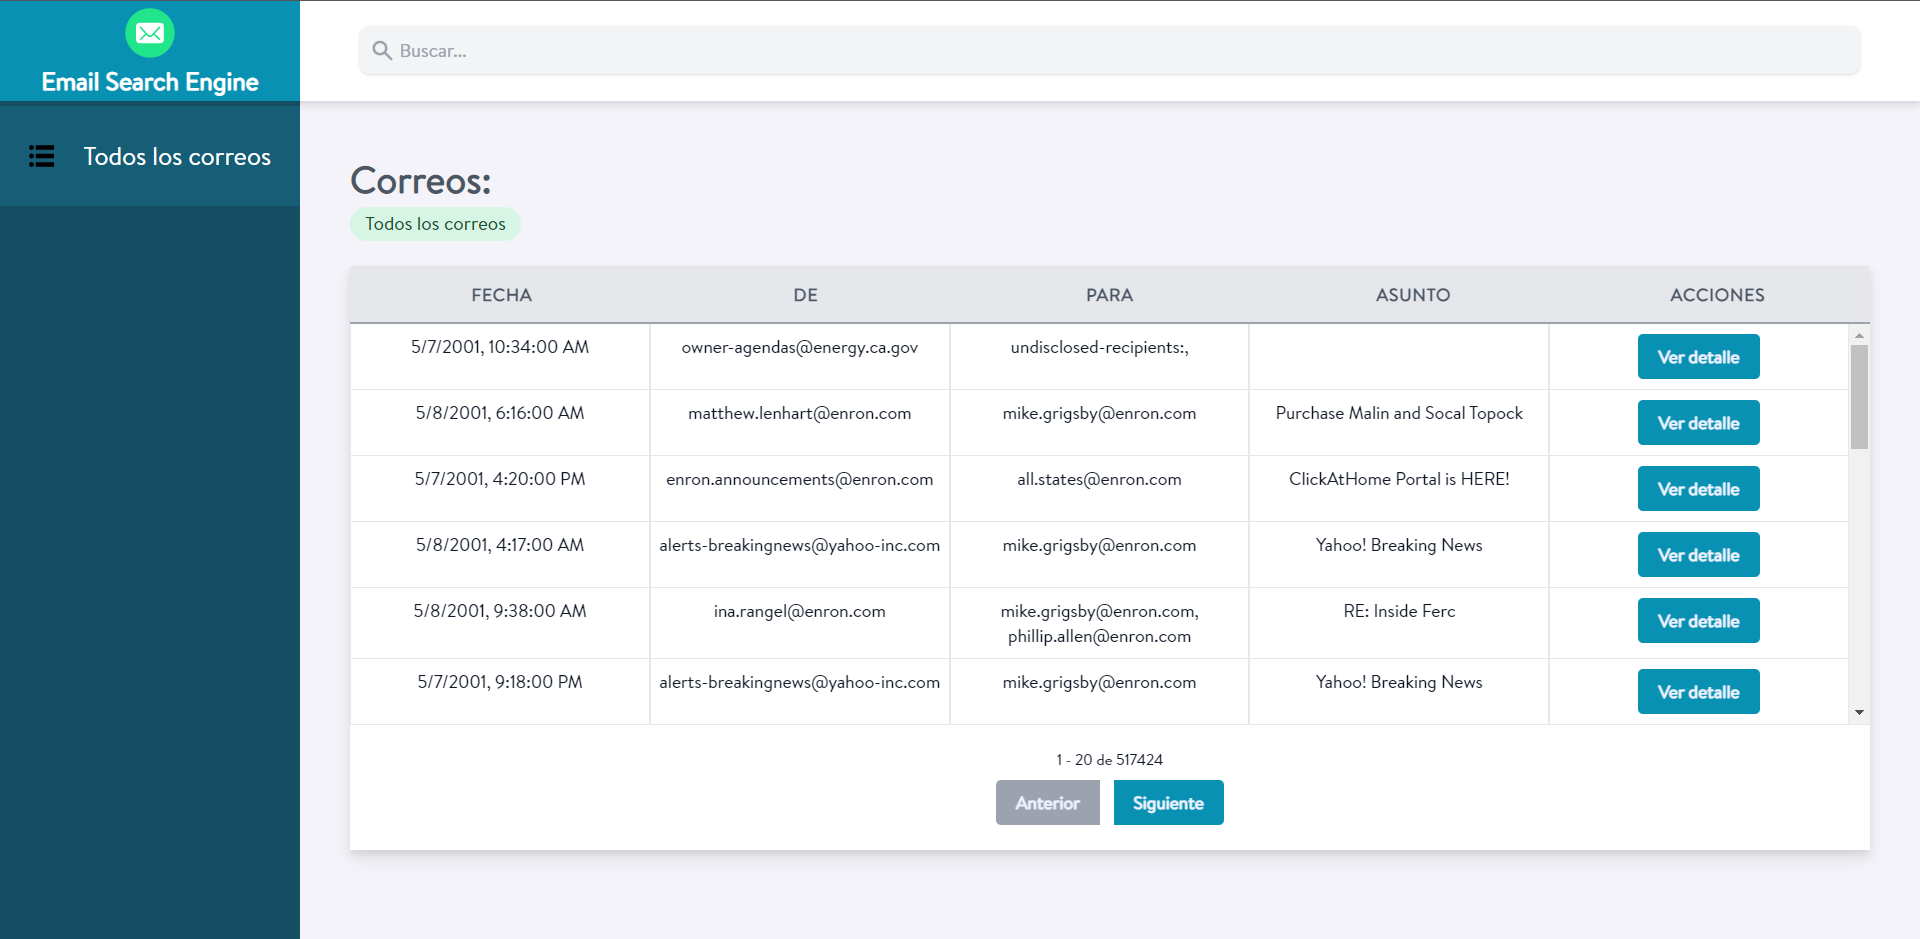 Email Search Engine
Buscar...
Todos los correos
Correos:
Todos los correos
FECHA DE PARA ASUNTO ACCIONES
5/7/2001, 10:34:00 AM owner-agendas@energy.ca.gov undisclosed-recipients:, Ver detalle
5/8/2001, 6:16:00 AM matthew.lenhart@enron.com mike.grigsby@enron.com Purchase Malin and Socal Topock Ver detalle
5/7/2001, 4:20:00 PM enron.announcements@enron.com all.states@enron.com ClickAtHome Portal is HERE! Ver detalle
5/8/2001, 4:17:00 AM alerts-breakingnews@yahoo-inc.com mike.grigsby@enron.com Yahoo! Breaking News Ver detalle
5/8/2001, 9:38:00 AM ina.rangel@enron.com mike.grigsby@enron.com, RE: Inside Ferc Ver detalle
phillip.allen@enron.com
5/7/2001, 9:18:00 PM alerts-breakingnews@yahoo-inc.com mike.grigsby@enron.com Yahoo! Breaking News Ver detalle
1 - 20 de 517424
Anterior Siguiente